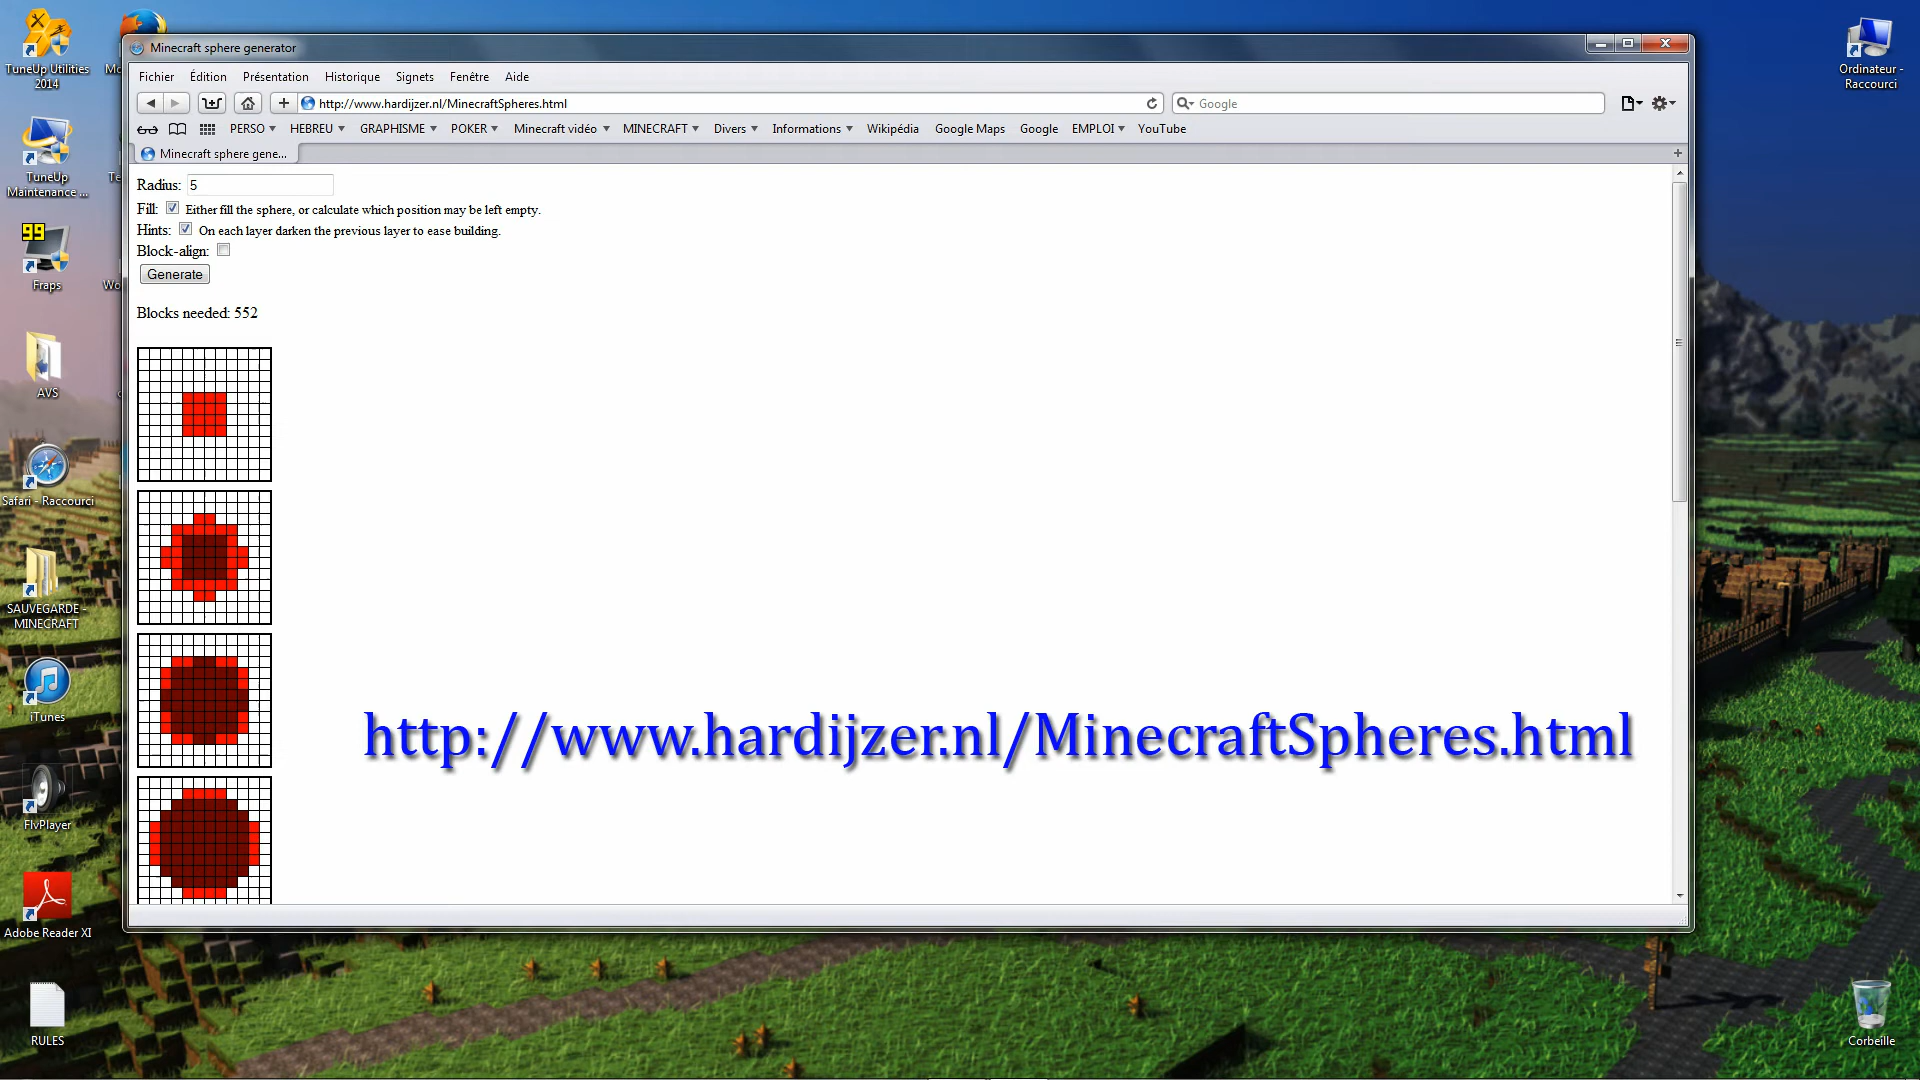 TuneUp Utilities
2014
Mo
TuneUp
Maintenance ...
Te
99
Fraps
Wo
AVS
Safari - Raccourci
SAUVEGARDE -
MINECRAFT
iTunes
FlvPlayer
Adobe Reader XI
RULES
Ordinateur -
Raccourci
Corbeille
Minecraft sphere generator
Fichier Édition Présentation Historique Signets Fenêtre Aide
http://www.hardijzer.nl/MinecraftSpheres.html
Google
PERSO HEBREU GRAPHISME POKER Minecraft vidéo MINECRAFT Divers Informations Wikipédia Google Maps Google EMPLOI YouTube
Minecraft sphere gene...
Radius: 5
Fill: Either fill the sphere, or calculate which position may be left empty.
Hints: On each layer darken the previous layer to ease building.
Block-align:
Generate
Blocks needed: 552
http://www.hardijzer.nl/MinecraftSpheres.html